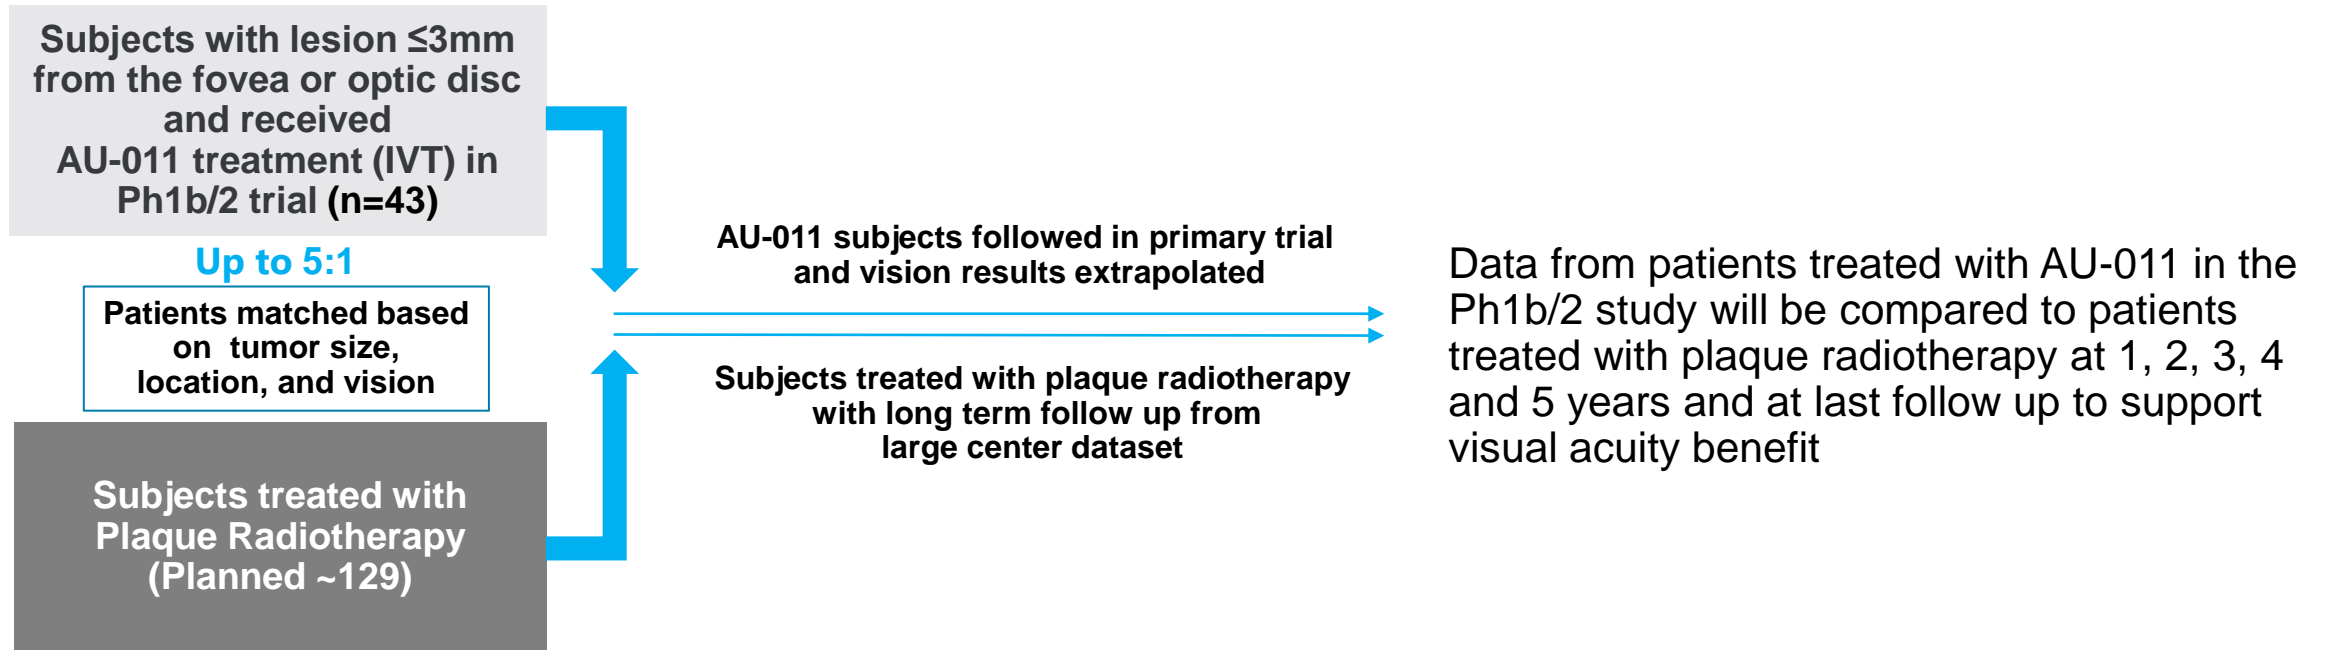 Subjects with lesion ≤3mm
from the fovea or optic disc
and received
AU-011 treatment (IVT) in
Ph1b/2 trial (n=43)
Up to 5:1
Patients matched based
on tumor size,
location, and vision
Subjects treated with
Plaque Radiotherapy
(Planned ~129)
AU-011 subjects followed in primary trial
and vision results extrapolated
Subjects treated with plaque radiotherapy
with long term follow up from
large center dataset
Data from patients treated with AU-011 in the
Ph1b/2 study will be compared to patients
treated with plaque radiotherapy at 1, 2, 3, 4
and 5 years and at last follow up to support
visual acuity benefit